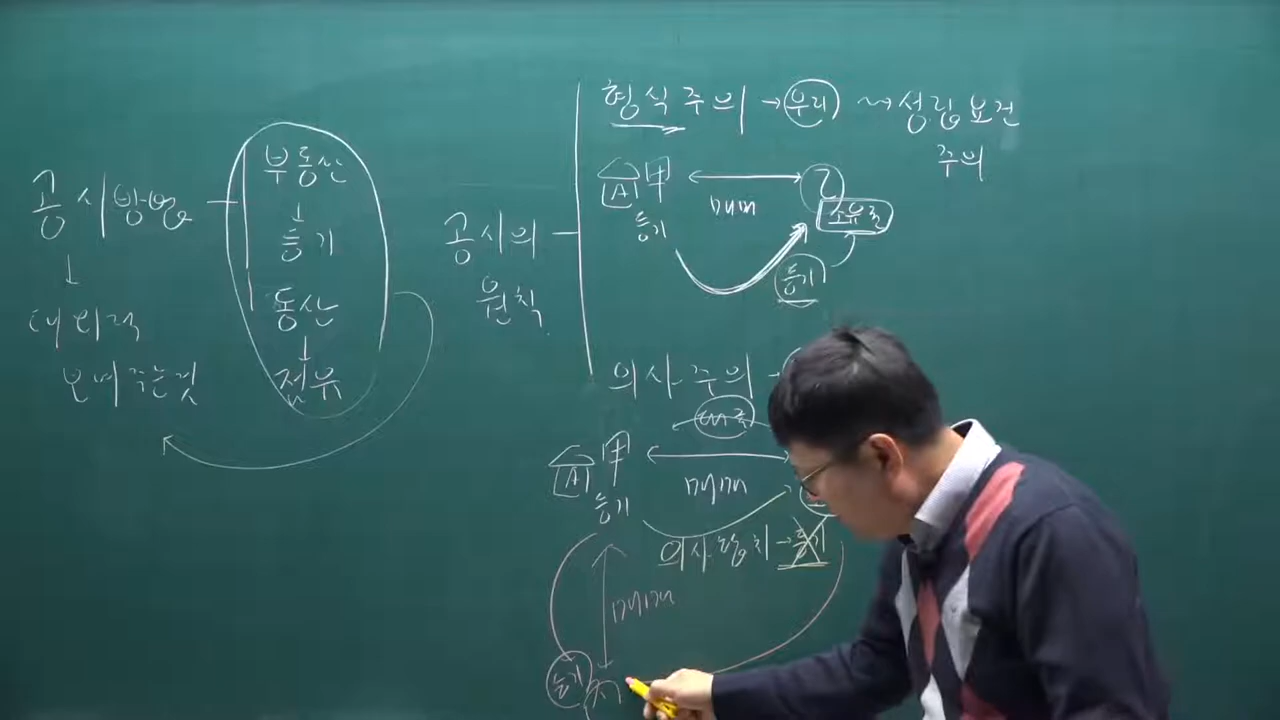 공시방법
↓
대외적
보여주는것
부동산
↓
등기
동산
↓
점유
공시의
원칙
형식주의 → 우리 ⤳ 성립요건
주의
A 甲 ↔ 乙
매매
등기
소유권
등기
의사주의 →
A 甲 ↔
매매
등기
의사합치 → 등기
매매
등기